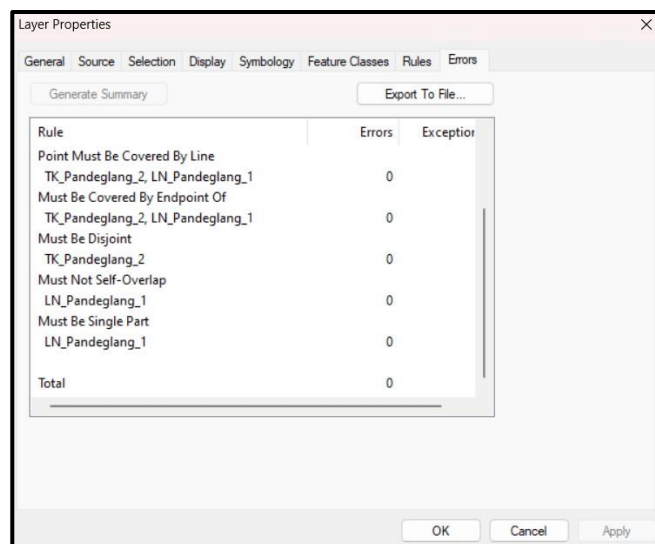 Layer Properties
General Source Selection Display Symbology Feature Classes Rules Errors
Generate Summary Export To File...
Rule Errors Exception
Point Must Be Covered By Line
TK_Pandeglang_2, LN_Pandeglang_1 0
Must Be Covered By Endpoint Of
TK_Pandeglang_2, LN_Pandeglang_1 0
Must Be Disjoint
TK_Pandeglang_2 0
Must Not Self-Overlap
LN_Pandeglang_1 0
Must Be Single Part
LN_Pandeglang_1 0
Total 0
OK Cancel Apply